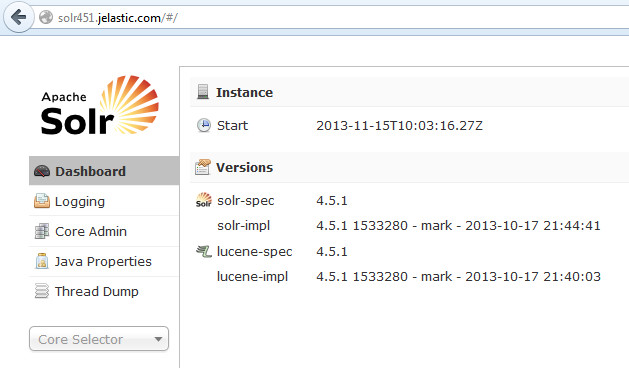 solr451.jelastic.com/#/
Apache
Solr
Dashboard
Logging
Core Admin
Java Properties
Thread Dump
Core Selector
Instance
Start 2013-11-15T10:03:16.27Z
Versions
Solr solr-spec 4.5.1
solr-impl 4.5.1 1533280 - mark - 2013-10-17 21:44:41
lucene-spec 4.5.1
lucene-impl 4.5.1 1533280 - mark - 2013-10-17 21:40:03